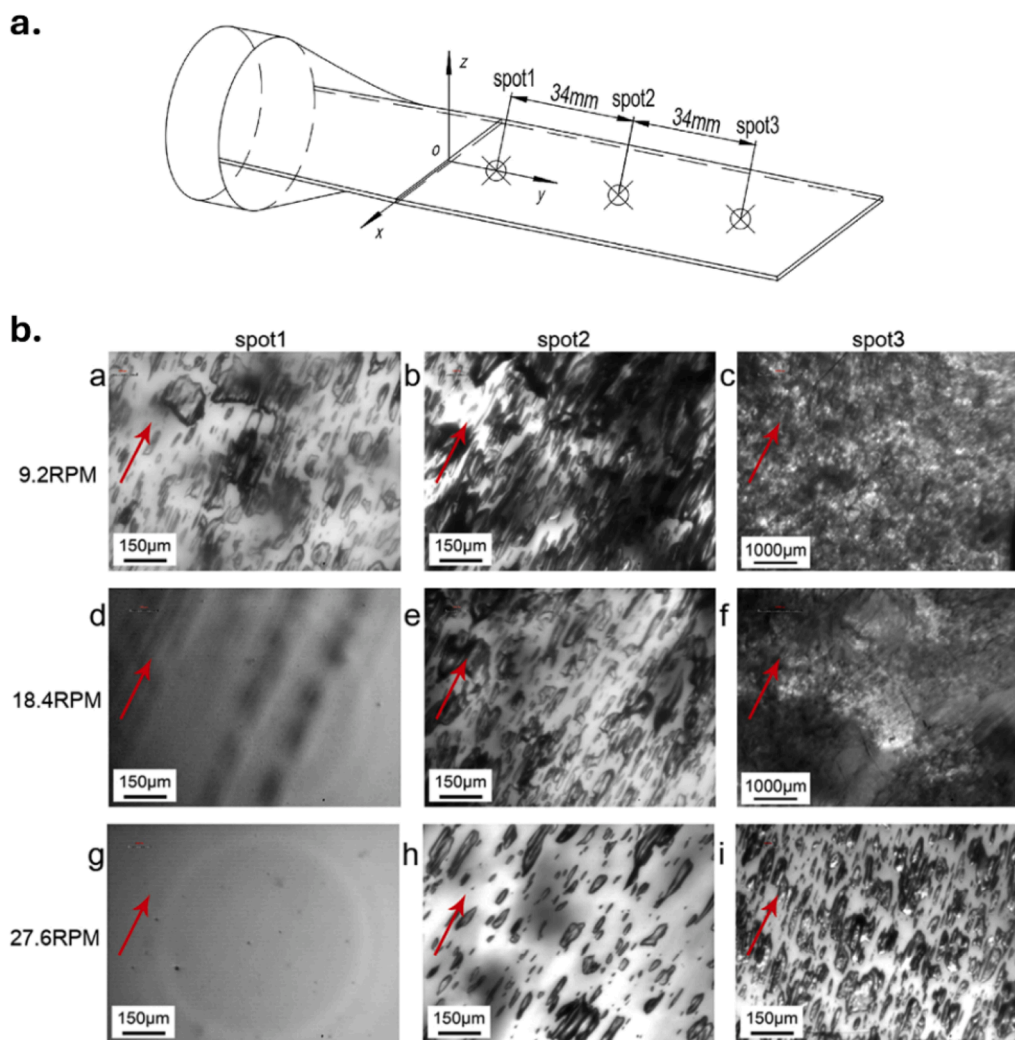 a.
z
spot1
34mm
spot2
34mm
spot3
o
y
x
b.
spot1 spot2 spot3
a b c
9.2RPM
150μm 150μm 1000μm
d e f
18.4RPM
150μm 150μm 1000μm
g h i
27.6RPM
150μm 150μm 150μm